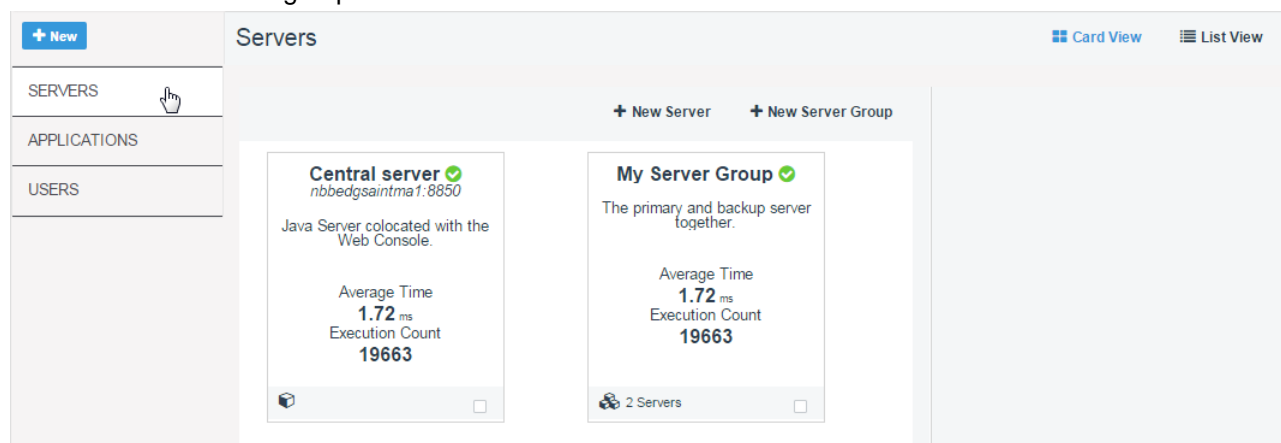 New
Servers
Card View
List View
SERVERS
APPLICATIONS
USERS
New Server
New Server Group
Central server
nbbedgsaintma1:8850
Java Server colocated with the
Web Console.
Average Time
1.72 ms
Execution Count
19663
My Server Group
The primary and backup server
together.
Average Time
1.72 ms
Execution Count
19663
2 Servers